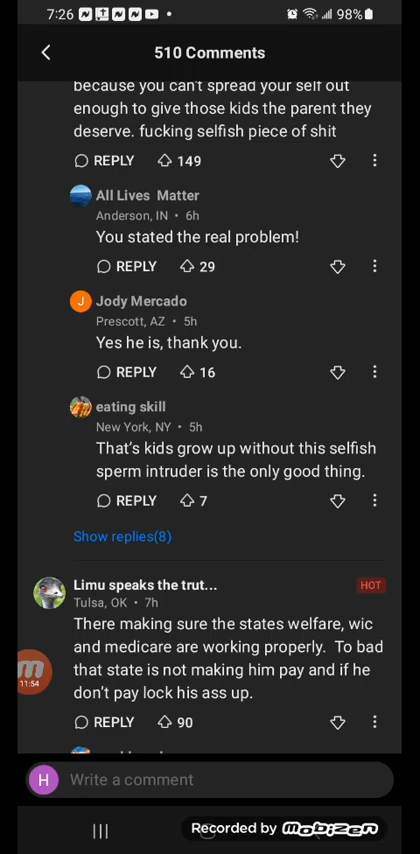 7:26 98%
510 Comments
because you can't spread your self out
enough to give those kids the parent they
deserve. fucking selfish piece of shit
REPLY 149
All Lives Matter
Anderson, IN • 6h
You stated the real problem!
REPLY 29
J Jody Mercado
Prescott, AZ • 5h
Yes he is, thank you.
REPLY 16
eating skill
New York, NY • 5h
That's kids grow up without this selfish
sperm intruder is the only good thing.
REPLY 7
Show replies(8)
Limu speaks the trut... HOT
Tulsa, OK • 7h
There making sure the states welfare, wic
and medicare are working properly. To bad
that state is not making him pay and if he
don't pay lock his ass up.
m
11:54
REPLY 90
H Write a comment
Recorded by mobizen